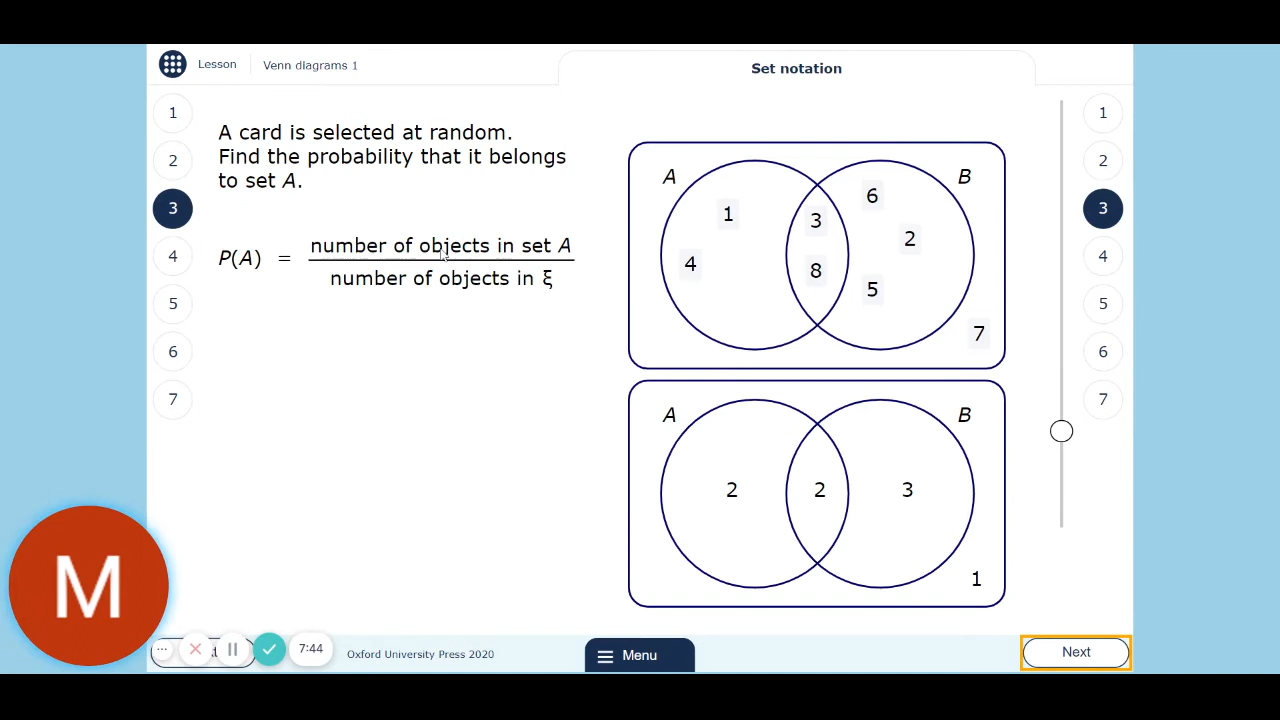 Lesson
Venn diagrams 1
Set notation
1
2
3
4
5
6
7
A card is selected at random.
Find the probability that it belongs
to set A.
P(A) = number of objects in set A
number of objects in ξ
A
B
1
4
3
8
6
2
5
7
A
B
2
2
3
1
1
2
3
4
5
6
7
M
7:44
Oxford University Press 2020
Menu
Next